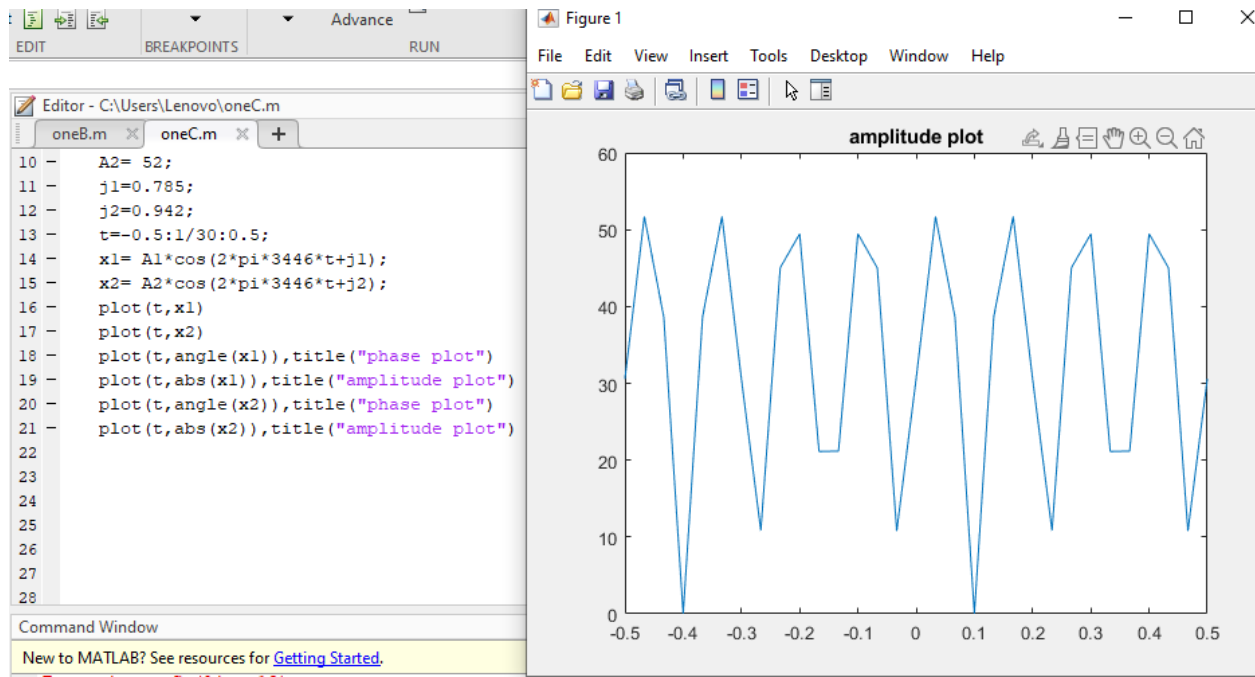 Advance
EDIT BREAKPOINTS RUN
Editor - C:\Users\Lenovo\oneC.m
oneB.m oneC.m
10 - A2= 52;
11 - j1=0.785;
12 - j2=0.942;
13 - t=-0.5:1/30:0.5;
14 - x1= A1*cos(2*pi*3446*t+j1);
15 - x2= A2*cos(2*pi*3446*t+j2);
16 - plot(t,x1)
17 - plot(t,x2)
18 - plot(t,angle(x1)),title("phase plot")
19 - plot(t,abs(x1)),title("amplitude plot")
20 - plot(t,angle(x2)),title("phase plot")
21 - plot(t,abs(x2)),title("amplitude plot")
22
23
24
25
26
27
28
Command Window
New to MATLAB? See resources for Getting Started.
Figure 1
File Edit View Insert Tools Desktop Window Help
amplitude plot
60
50
40
30
20
10
0
-0.5 -0.4 -0.3 -0.2 -0.1 0 0.1 0.2 0.3 0.4 0.5